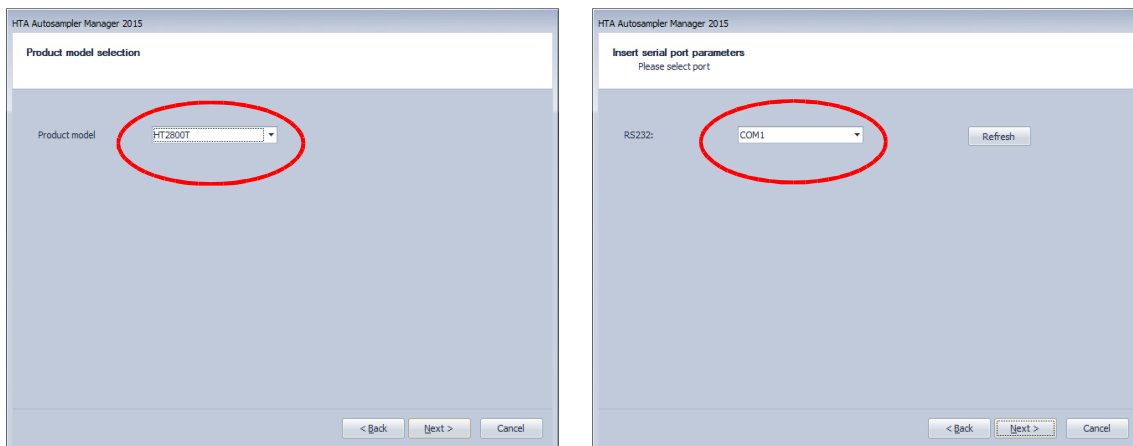 HTA Autosampler Manager 2015
Product model selection
Product model
HT2800T
< Back
Next >
Cancel
HTA Autosampler Manager 2015
Insert serial port parameters
Please select port
RS232:
COM1
Refresh
< Back
Next >
Cancel